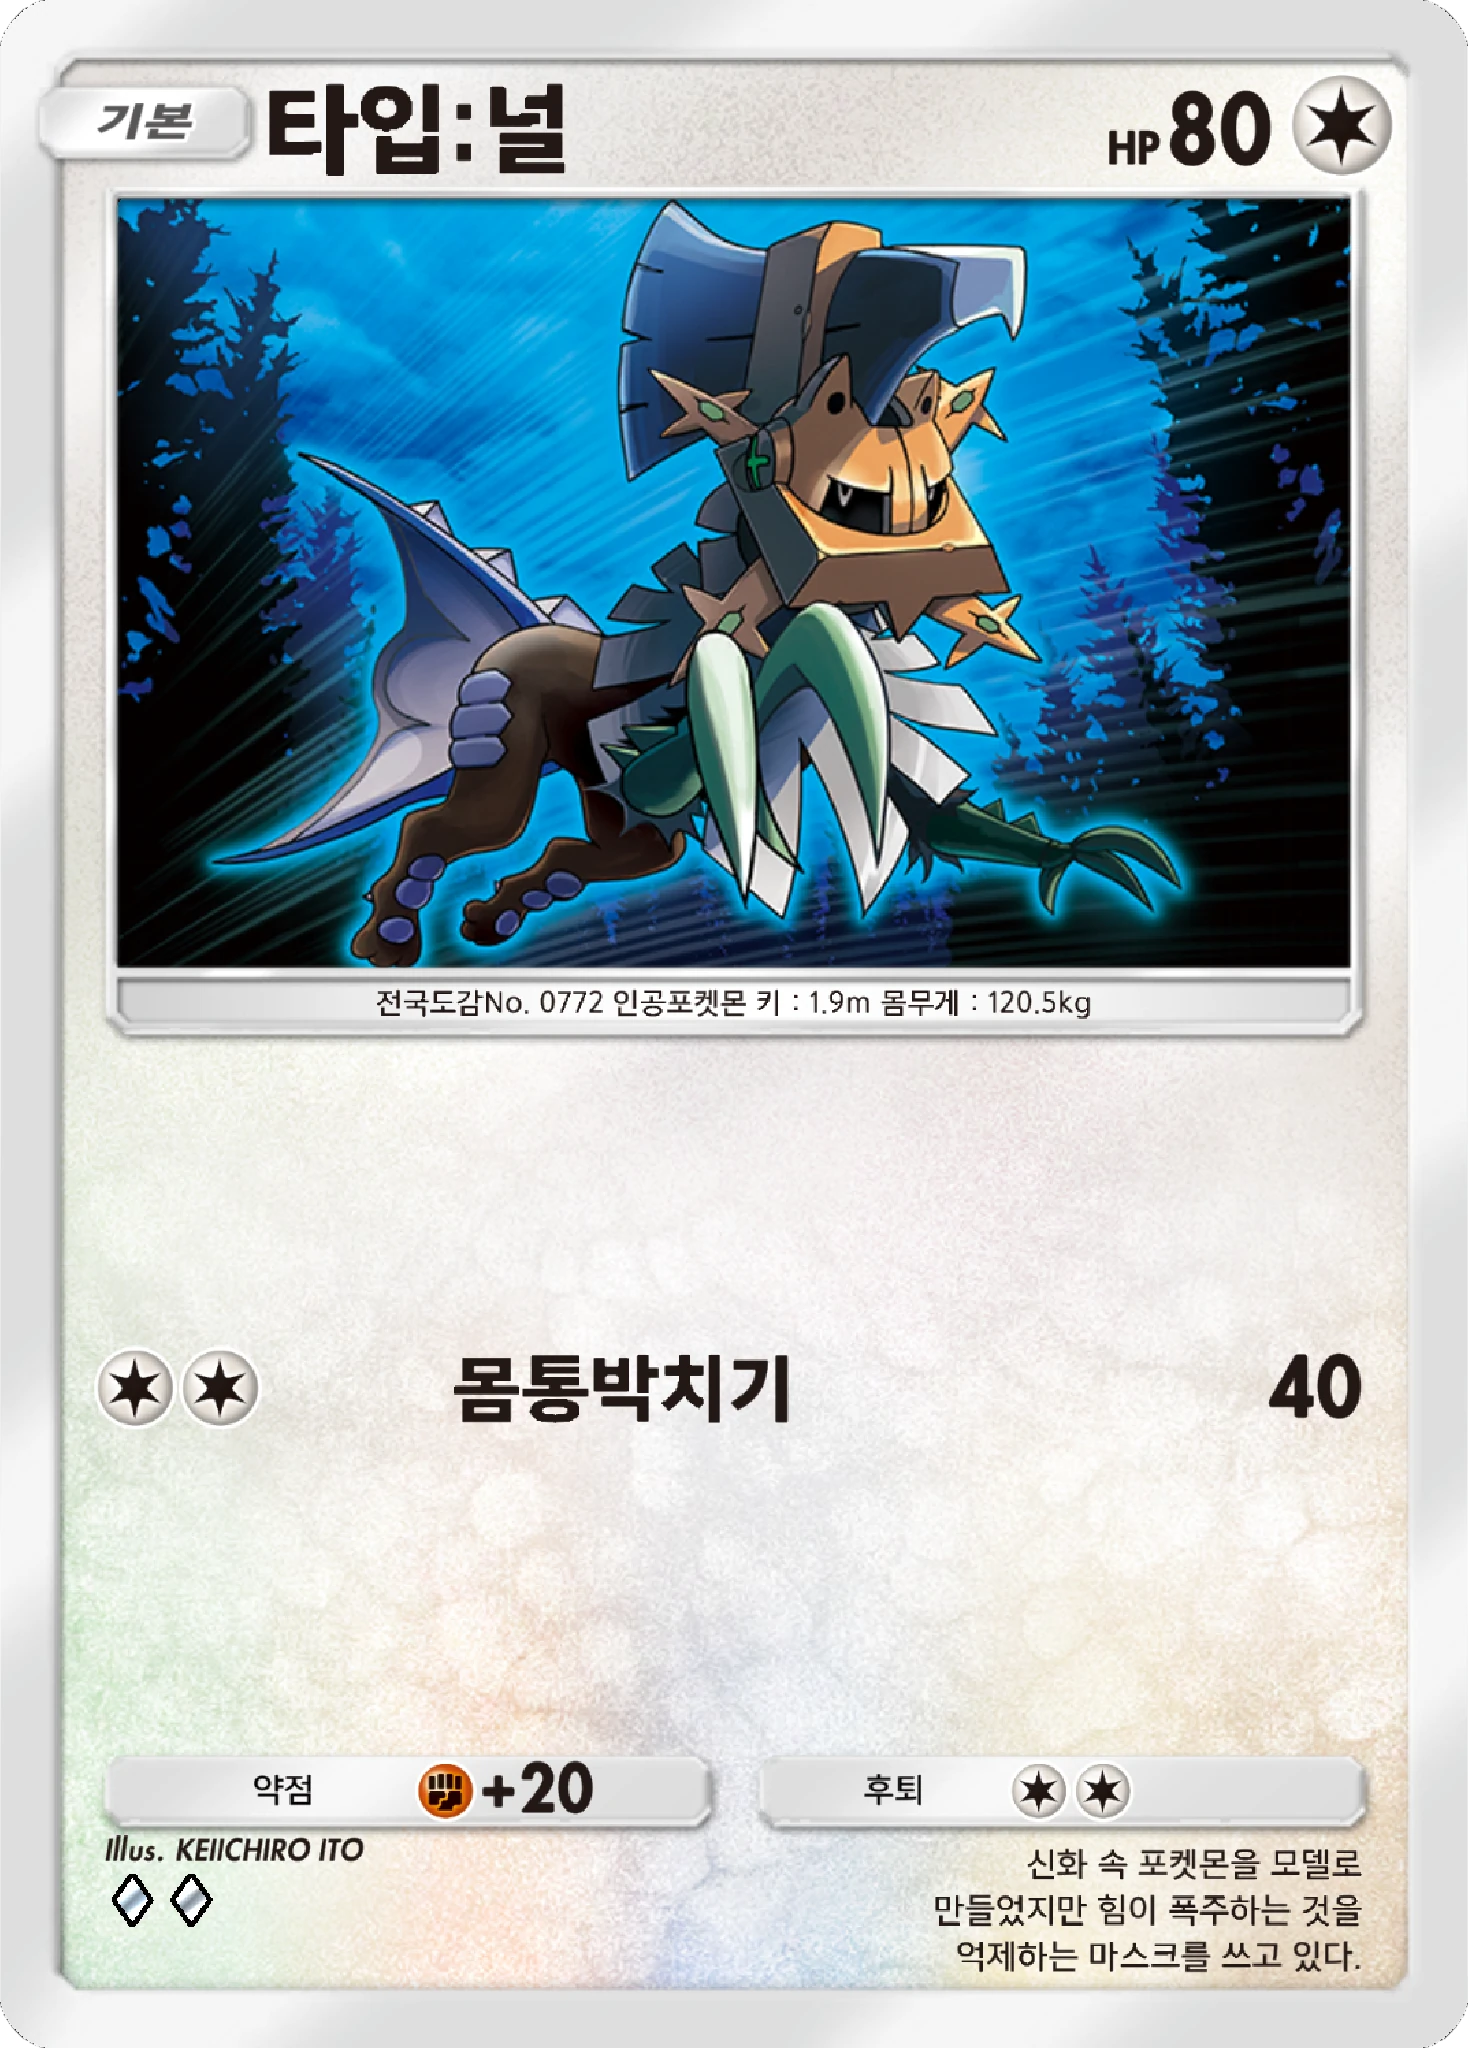 기본 타입:널 HP 80
전국도감No. 0772 인공포켓몬 키 : 1.9m 몸무게 : 120.5kg
몸통박치기 40
약점 +20 후퇴
Illus. KEIICHIRO ITO
신화 속 포켓몬을 모델로
만들었지만 힘이 폭주하는 것을
억제하는 마스크를 쓰고 있다.